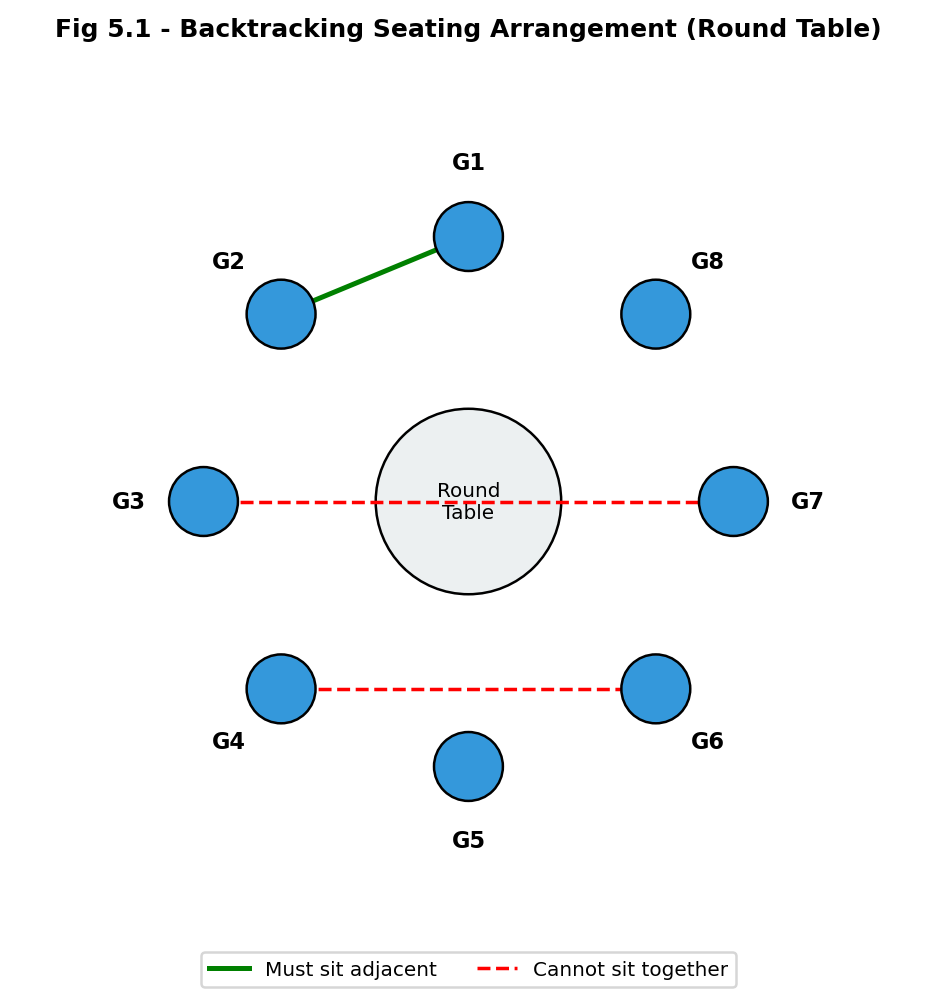 Fig 5.1 - Backtracking Seating Arrangement (Round Table)
G1
G2
G8
Round
Table
G3
G7
G4
G6
G5
Must sit adjacent
Cannot sit together